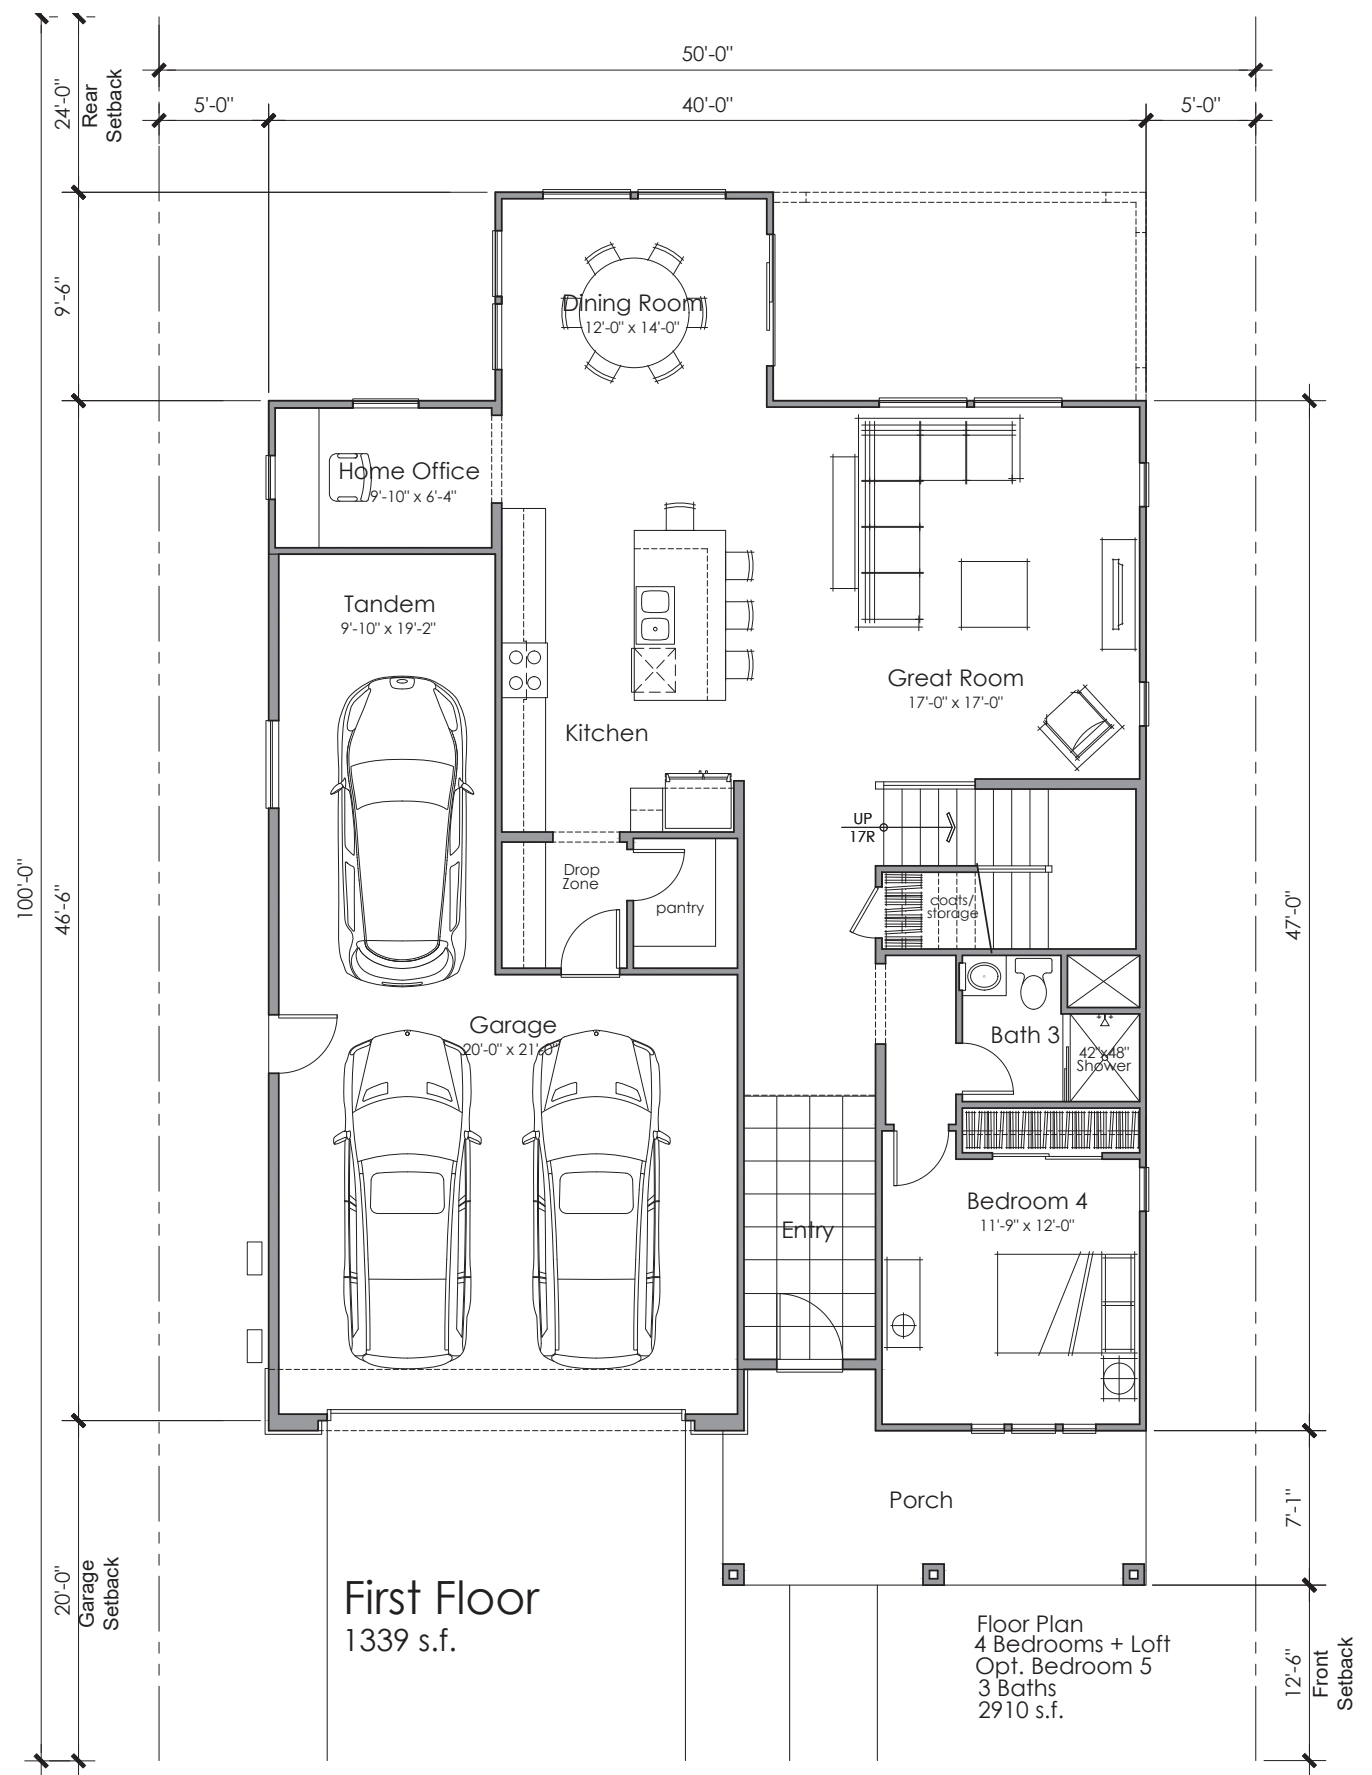 50'-0"
5'-0"
40'-0"
5'-0"
24'-0"
Rear
Setback
9'-6"
Dining Room
12'-0" x 14'-0"
Home Office
9'-10" x 6'-4"
Tandem
9'-10" x 19'-2"
Great Room
17'-0" x 17'-0"
Kitchen
UP
17R
Drop
Zone
pantry
coats/
storage
100'-0"
46'-6"
47'-0"
Garage
20'-0" x 21'-0"
Bath 3
42"x48"
Shower
Bedroom 4
11'-9" x 12'-0"
Entry
Porch
7'-1"
20'-0"
Garage
Setback
First Floor
1339 s.f.
Floor Plan
4 Bedrooms + Loft
Opt. Bedroom 5
3 Baths
2910 s.f.
12'-6"
Front
Setback